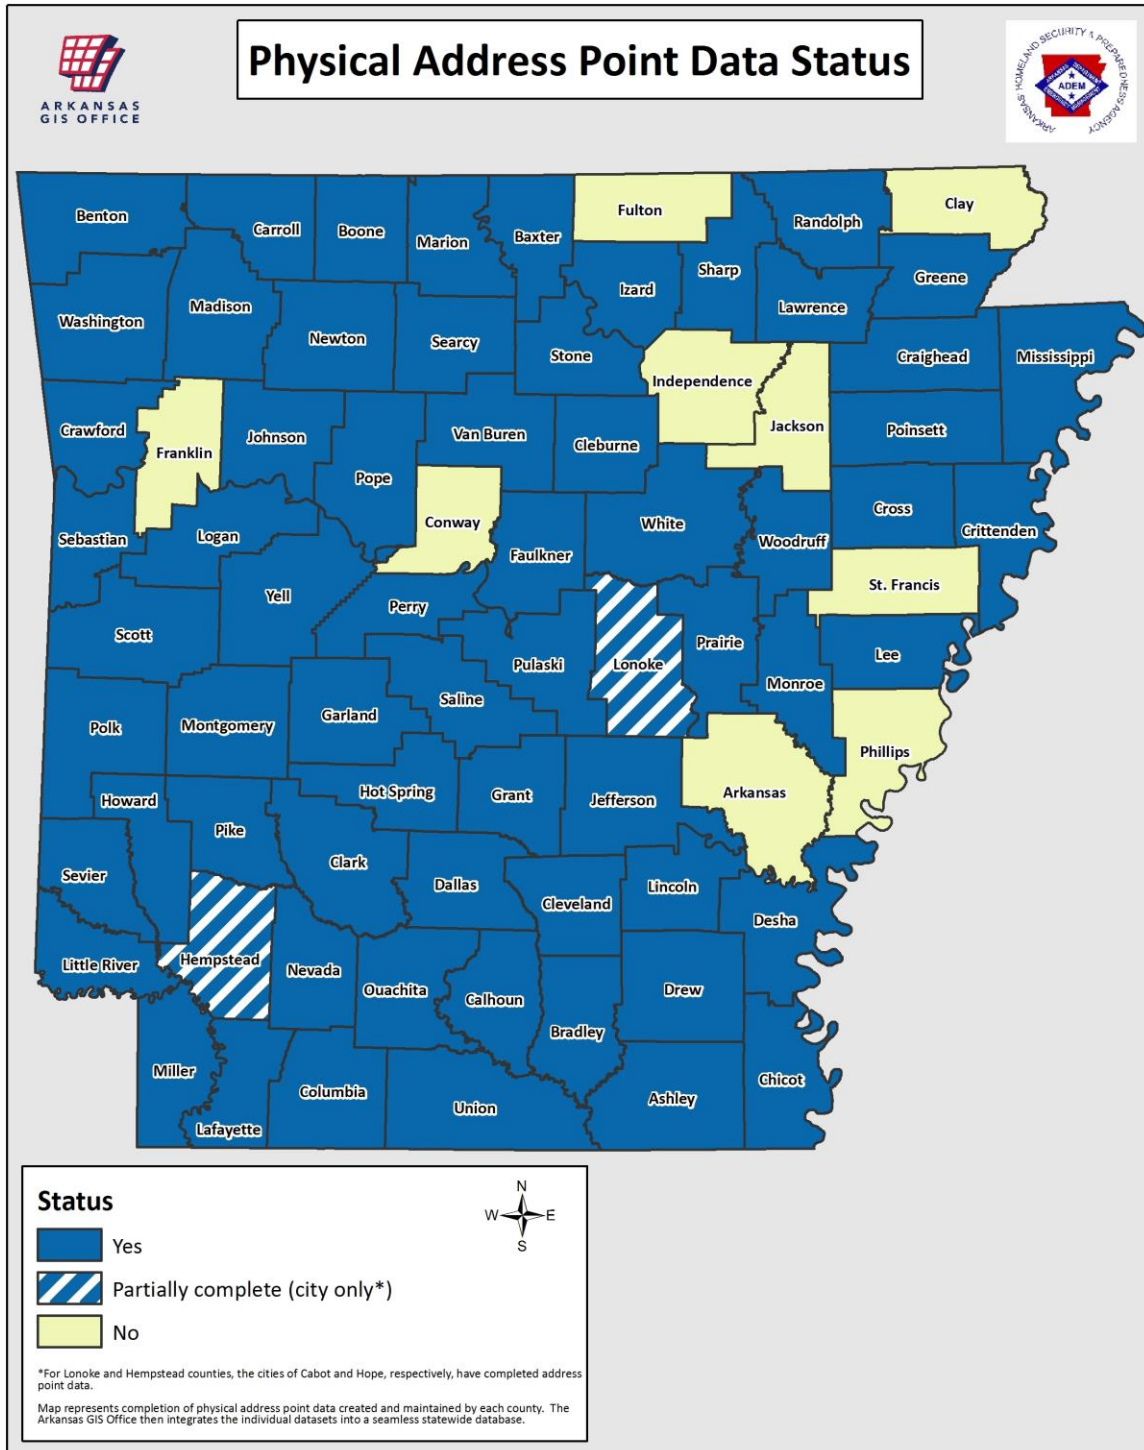 Physical Address Point Data Status
ARKANSAS
GIS OFFICE
ARKANSAS' HOMELAND SECURITY & PREPAREDNESS AGENCY
ADEM
Benton
Carroll
Boone
Marion
Baxter
Fulton
Randolph
Clay
Sharp
Izard
Greene
Lawrence
Washington
Madison
Newton
Searcy
Stone
Craighead
Mississippi
Independence
Crawford
Franklin
Johnson
Pope
Van Buren
Cleburne
Jackson
Poinsett
Sebastian
Logan
Conway
Faulkner
White
Woodruff
Cross
Crittenden
Yell
Perry
St. Francis
Scott
Pulaski
Lonoke
Prairie
Lee
Monroe
Polk
Montgomery
Garland
Saline
Phillips
Howard
Hot Spring
Grant
Jefferson
Arkansas
Pike
Clark
Sevier
Dallas
Cleveland
Lincoln
Desha
Little River
Hempstead
Nevada
Ouachita
Calhoun
Drew
Bradley
Miller
Columbia
Union
Ashley
Chicot
Lafayette
Status
N
W E
S
Yes
Partially complete (city only*)
No
*For Lonoke and Hempstead counties, the cities of Cabot and Hope, respectively, have completed address
point data.
Map represents completion of physical address point data created and maintained by each county. The
Arkansas GIS Office then integrates the individual datasets into a seamless statewide database.